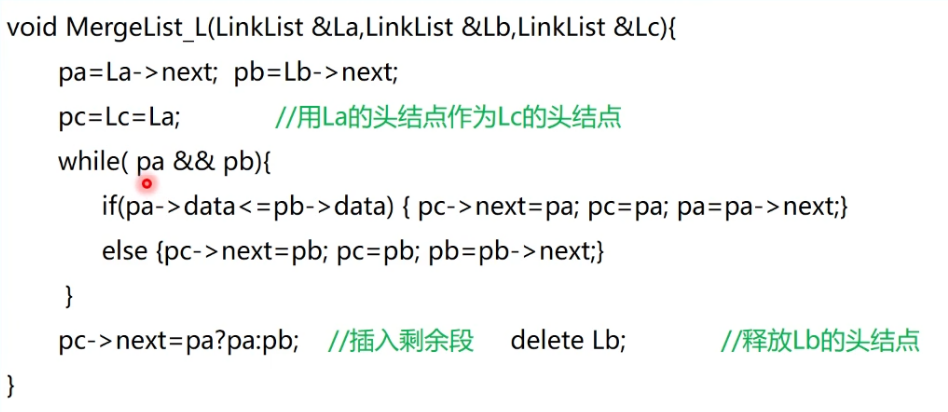 void MergeList_L(LinkList &La,LinkList &Lb,LinkList &Lc){
pa=La->next; pb=Lb->next;
pc=Lc=La; //用La的头结点作为Lc的头结点
while( pa && pb){
if(pa->data<=pb->data) { pc->next=pa; pc=pa; pa=pa->next;}
else {pc->next=pb; pc=pb; pb=pb->next;}
}
pc->next=pa?pa:pb; //插入剩余段 delete Lb; //释放Lb的头结点
}